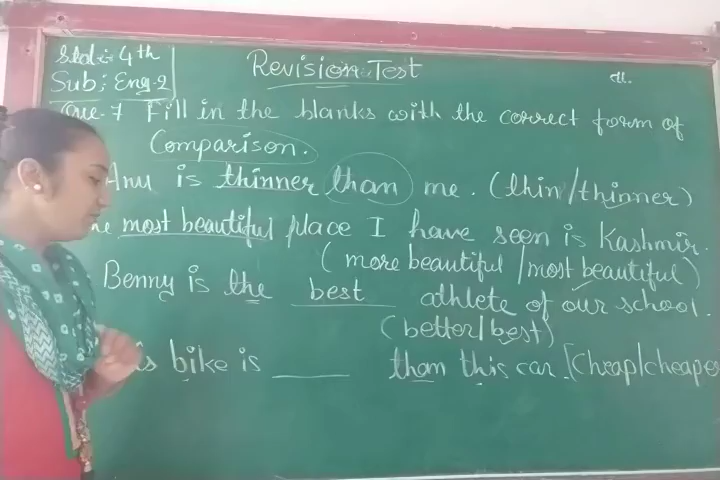 Std: 4th
Sub: Eng-2
Revision Test
cll.
Que-7 Fill in the blanks with the correct form of
Comparison.
Anu is thinner than me. (thin/thinner)
most beautiful place I have seen is Kashmir.
(more beautiful/most beautiful)
Benny is the best athlete of our school.
(better/best)
bike is ____ than this car. [Cheap/cheaper